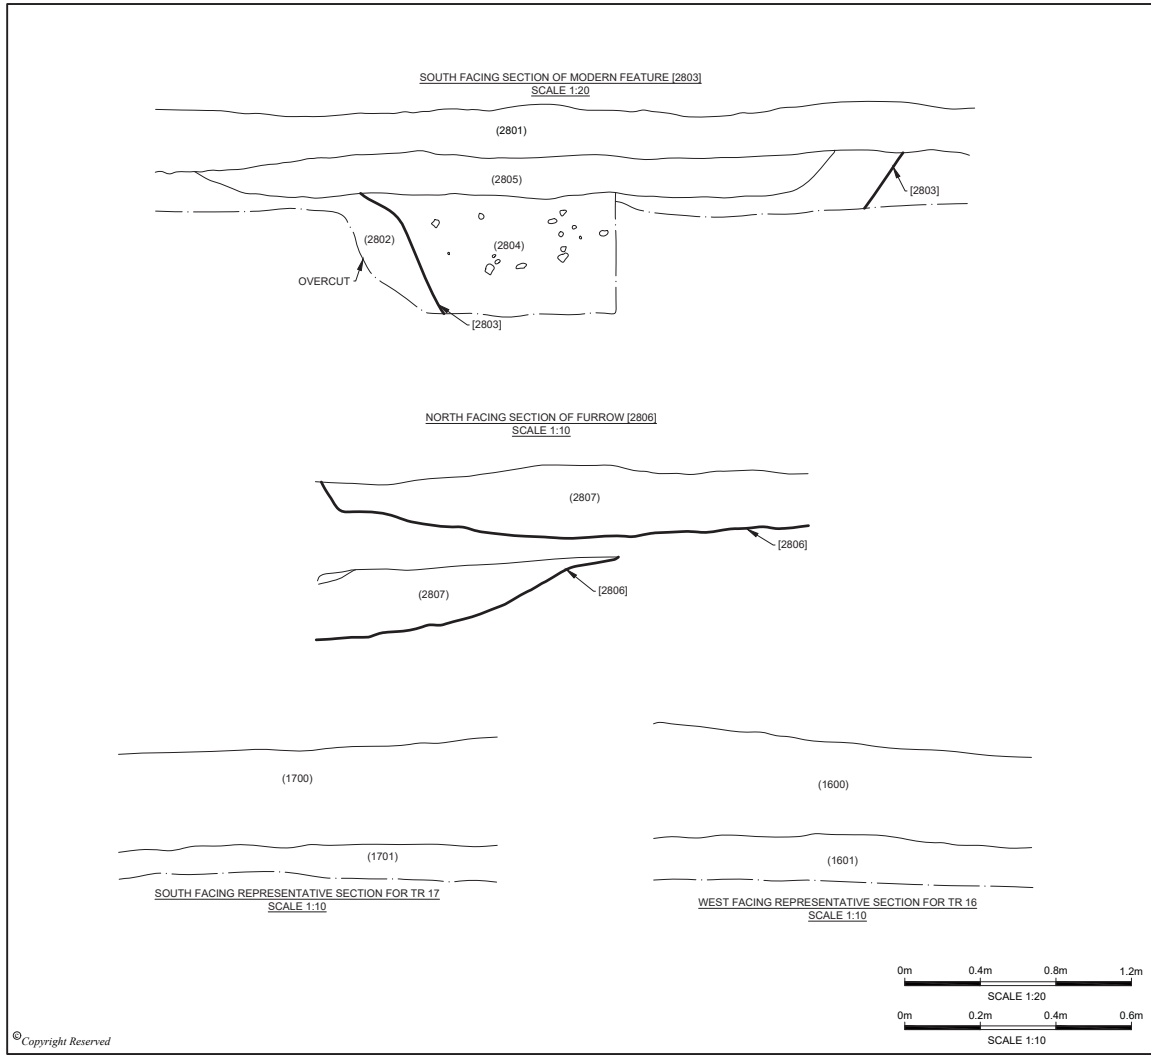 SOUTH FACING SECTION OF MODERN FEATURE [2803]
SCALE 1:20
(2801)
(2805)
[2803]
(2802)
(2804)
OVERCUT
[2803]
NORTH FACING SECTION OF FURROW [2806]
SCALE 1:10
(2807)
[2806]
(2807)
[2806]
(1700)
(1701)
SOUTH FACING REPRESENTATIVE SECTION FOR TR 17
SCALE 1:10
(1600)
(1601)
WEST FACING REPRESENTATIVE SECTION FOR TR 16
SCALE 1:10
0m 0.4m 0.8m 1.2m
SCALE 1:20
0m 0.2m 0.4m 0.6m
SCALE 1:10
© Copyright Reserved